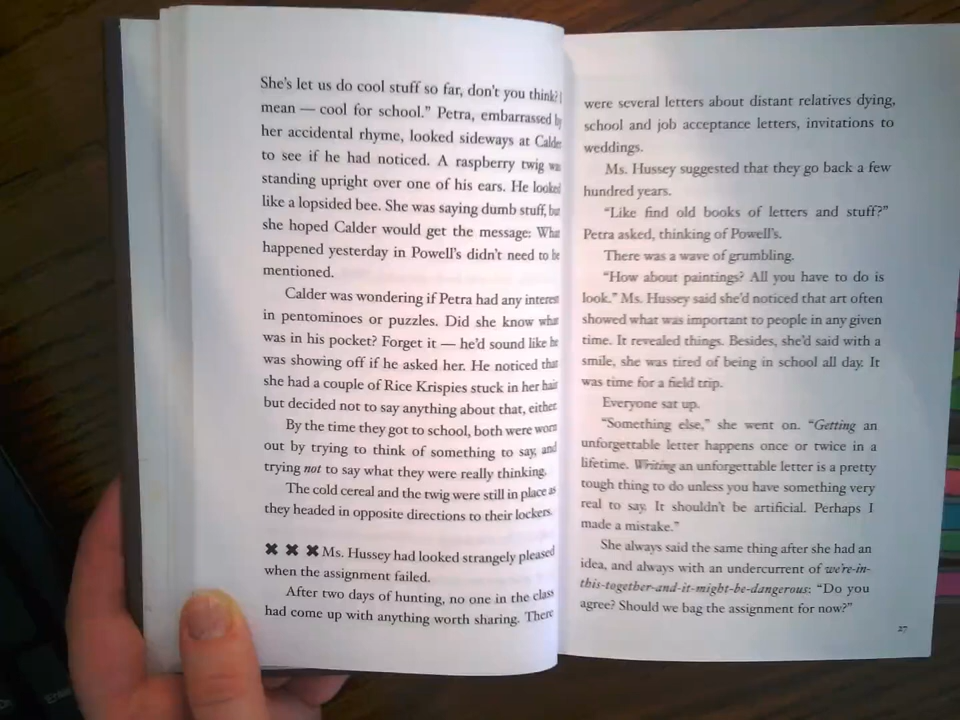 She's let us do cool stuff so far, don't you think? I
mean — cool for school." Petra, embarrassed by
her accidental rhyme, looked sideways at Calder
to see if he had noticed. A raspberry twig was
standing upright over one of his ears. He looked
like a lopsided bee. She was saying dumb stuff, but
she hoped Calder would get the message: What
happened yesterday in Powell's didn't need to be
mentioned.
Calder was wondering if Petra had any interest
in pentominoes or puzzles. Did she know what
was in his pocket? Forget it — he'd sound like he
was showing off if he asked her. He noticed that
she had a couple of Rice Krispies stuck in her hair
but decided not to say anything about that, either.
By the time they got to school, both were worn
out by trying to think of something to say, and
trying not to say what they were really thinking.
The cold cereal and the twig were still in place as
they headed in opposite directions to their lockers.
✖ ✖ ✖ Ms. Hussey had looked strangely pleased
when the assignment failed.
After two days of hunting, no one in the class
had come up with anything worth sharing. There
were several letters about distant relatives dying,
school and job acceptance letters, invitations to
weddings.
Ms. Hussey suggested that they go back a few
hundred years.
"Like find old books of letters and stuff?"
Petra asked, thinking of Powell's.
There was a wave of grumbling.
"How about paintings? All you have to do is
look." Ms. Hussey said she'd noticed that art often
showed what was important to people in any given
time. It revealed things. Besides, she'd said with a
smile, she was tired of being in school all day. It
was time for a field trip.
Everyone sat up.
"Something else," she went on. "Getting an
unforgettable letter happens once or twice in a
lifetime. Writing an unforgettable letter is a pretty
tough thing to do unless you have something very
real to say. It shouldn't be artificial. Perhaps I
made a mistake."
She always said the same thing after she had an
idea, and always with an undercurrent of we're-in-
this-together-and-it-might-be-dangerous: "Do you
agree? Should we bag the assignment for now?"
27